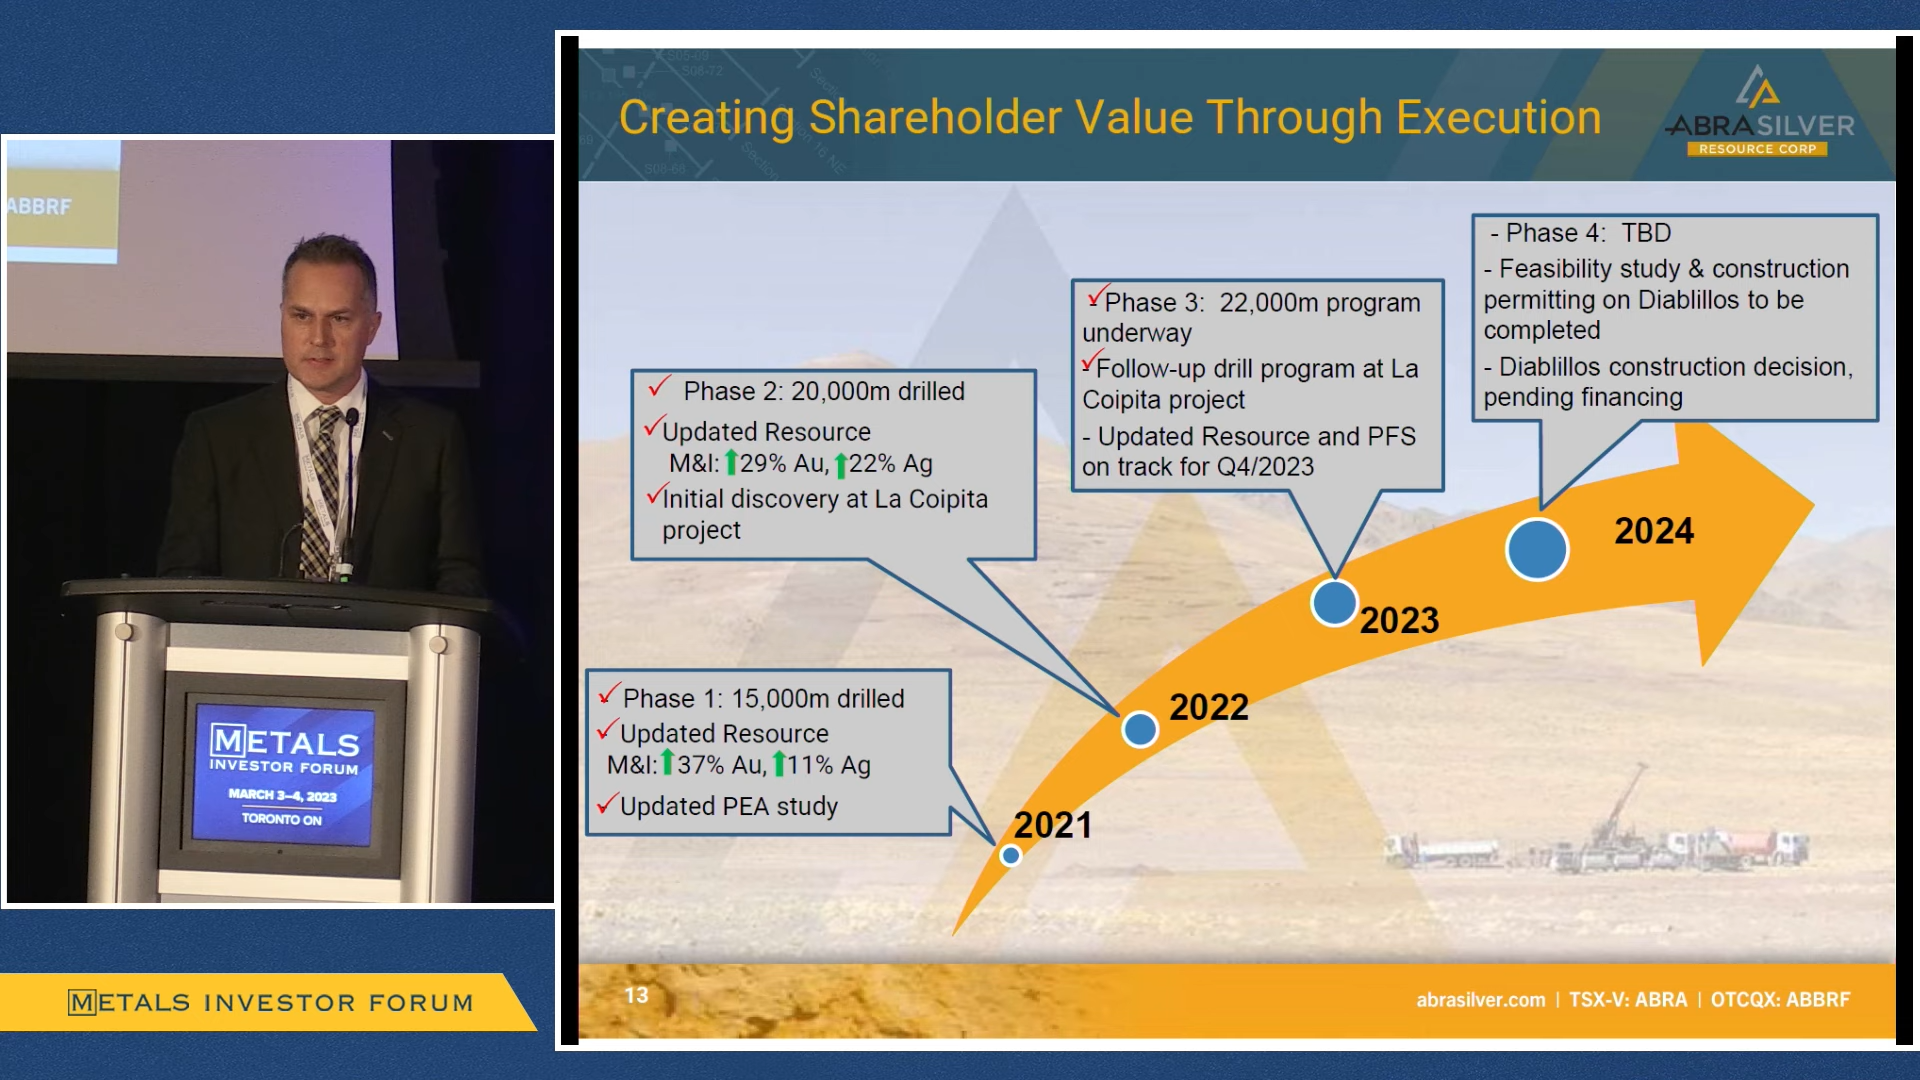 Creating Shareholder Value Through Execution
ABRASILVER
RESOURCE CORP
ABBRF
- Phase 4: TBD
- Feasibility study & construction
permitting on Diablillos to be
completed
- Diablillos construction decision,
pending financing
- Phase 3: 22,000m program
underway
- Follow-up drill program at La
Coipita project
- Updated Resource and PFS
on track for Q4/2023
✓ Phase 2: 20,000m drilled
✓ Updated Resource
M&I: ⬆29% Au, ⬆22% Ag
✓ Initial discovery at La Coipita
project
✓ Phase 1: 15,000m drilled
✓ Updated Resource
M&I: ⬆37% Au, ⬆11% Ag
✓ Updated PEA study
2024
2023
2022
2021
METALS
INVESTOR FORUM
MARCH 3–4, 2023
TORONTO ON
METALS INVESTOR FORUM
13
abrasilver.com | TSX-V: ABRA | OTCQX: ABBRF